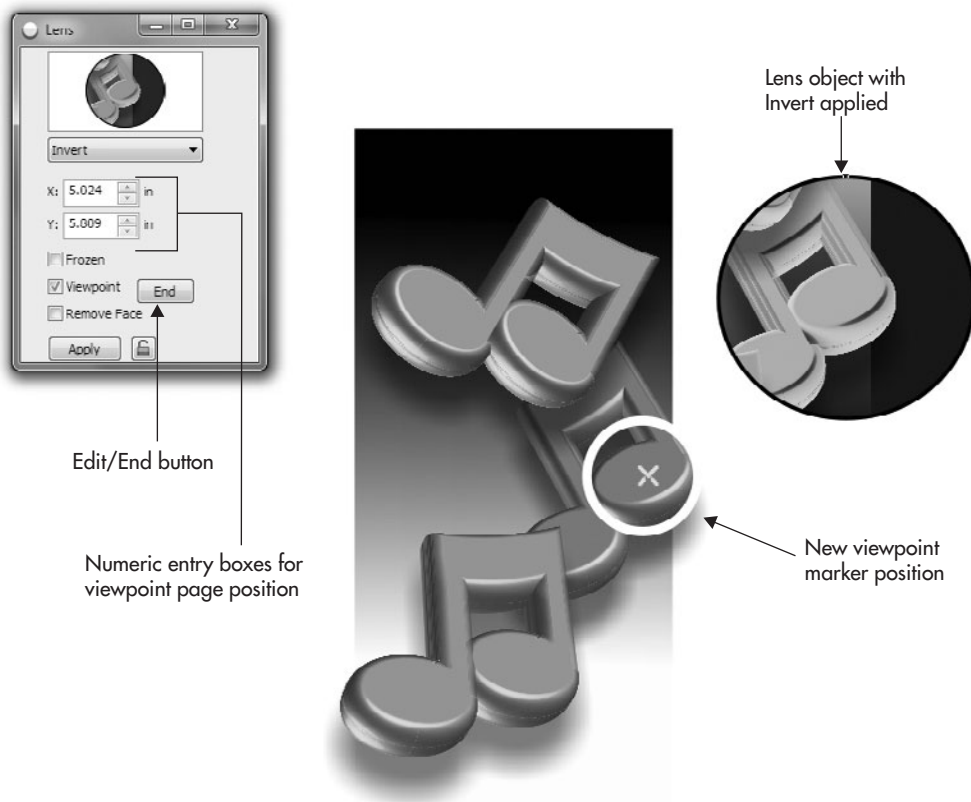 Lens
Invert
X: 5.024 in
Y: 5.809 in
Frozen
Viewpoint
End
Remove Face
Apply
Edit/End button
Numeric entry boxes for
viewpoint page position
Lens object with
Invert applied
New viewpoint
marker position